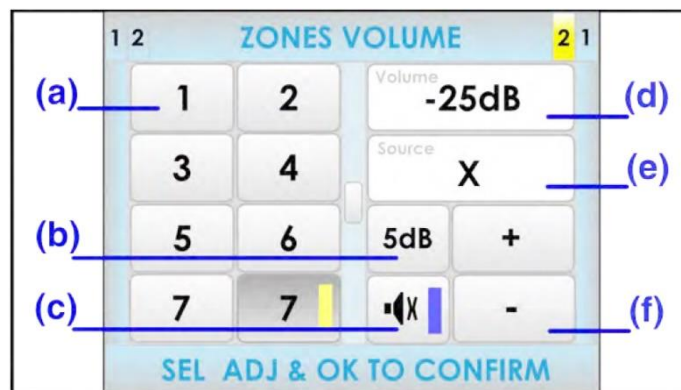 1 2 ZONES VOLUME 2 1
(a) 1 2 Volume -25dB (d)
3 4 Source X (e)
(b) 5 6 5dB +
(c) 7 7 X - (f)
SEL ADJ & OK TO CONFIRM